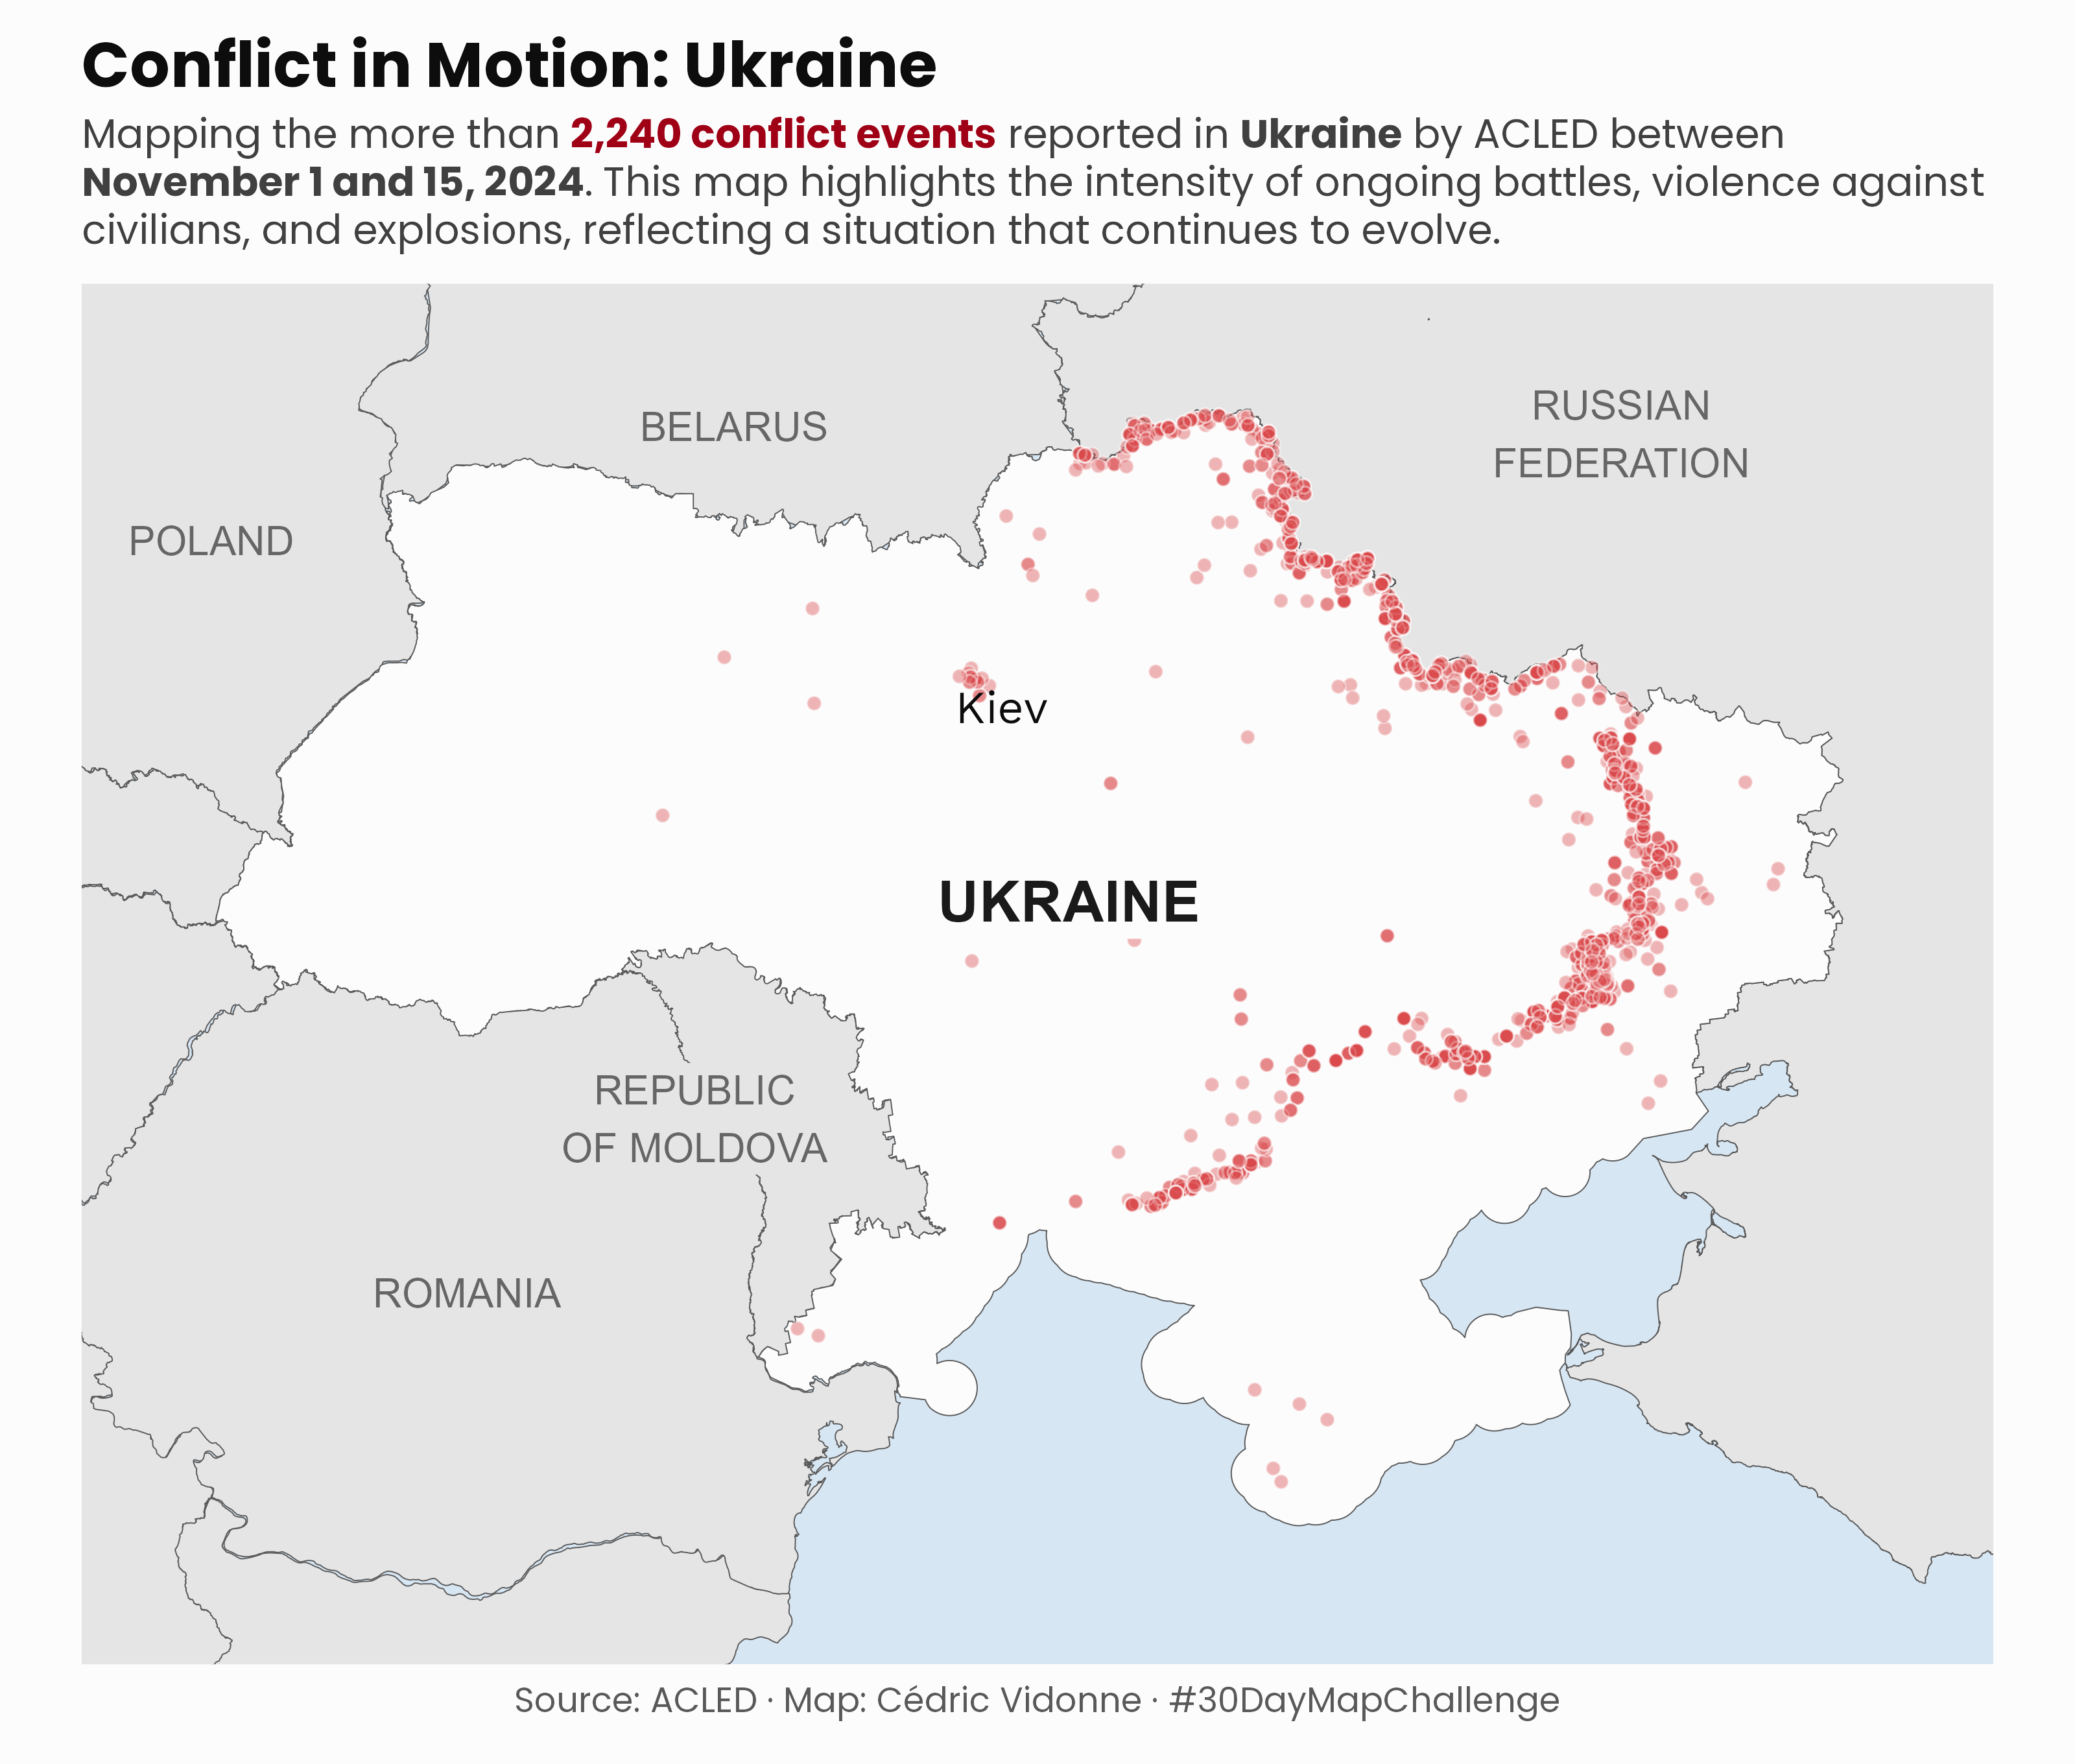 Conflict in Motion: Ukraine
Mapping the more than 2,240 conflict events reported in Ukraine by ACLED between
November 1 and 15, 2024. This map highlights the intensity of ongoing battles, violence against
civilians, and explosions, reflecting a situation that continues to evolve.
BELARUS
RUSSIAN
FEDERATION
POLAND
Kiev
UKRAINE
REPUBLIC
OF MOLDOVA
ROMANIA
Source: ACLED · Map: Cédric Vidonne · #30DayMapChallenge